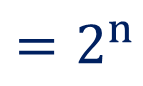 = 2ⁿ